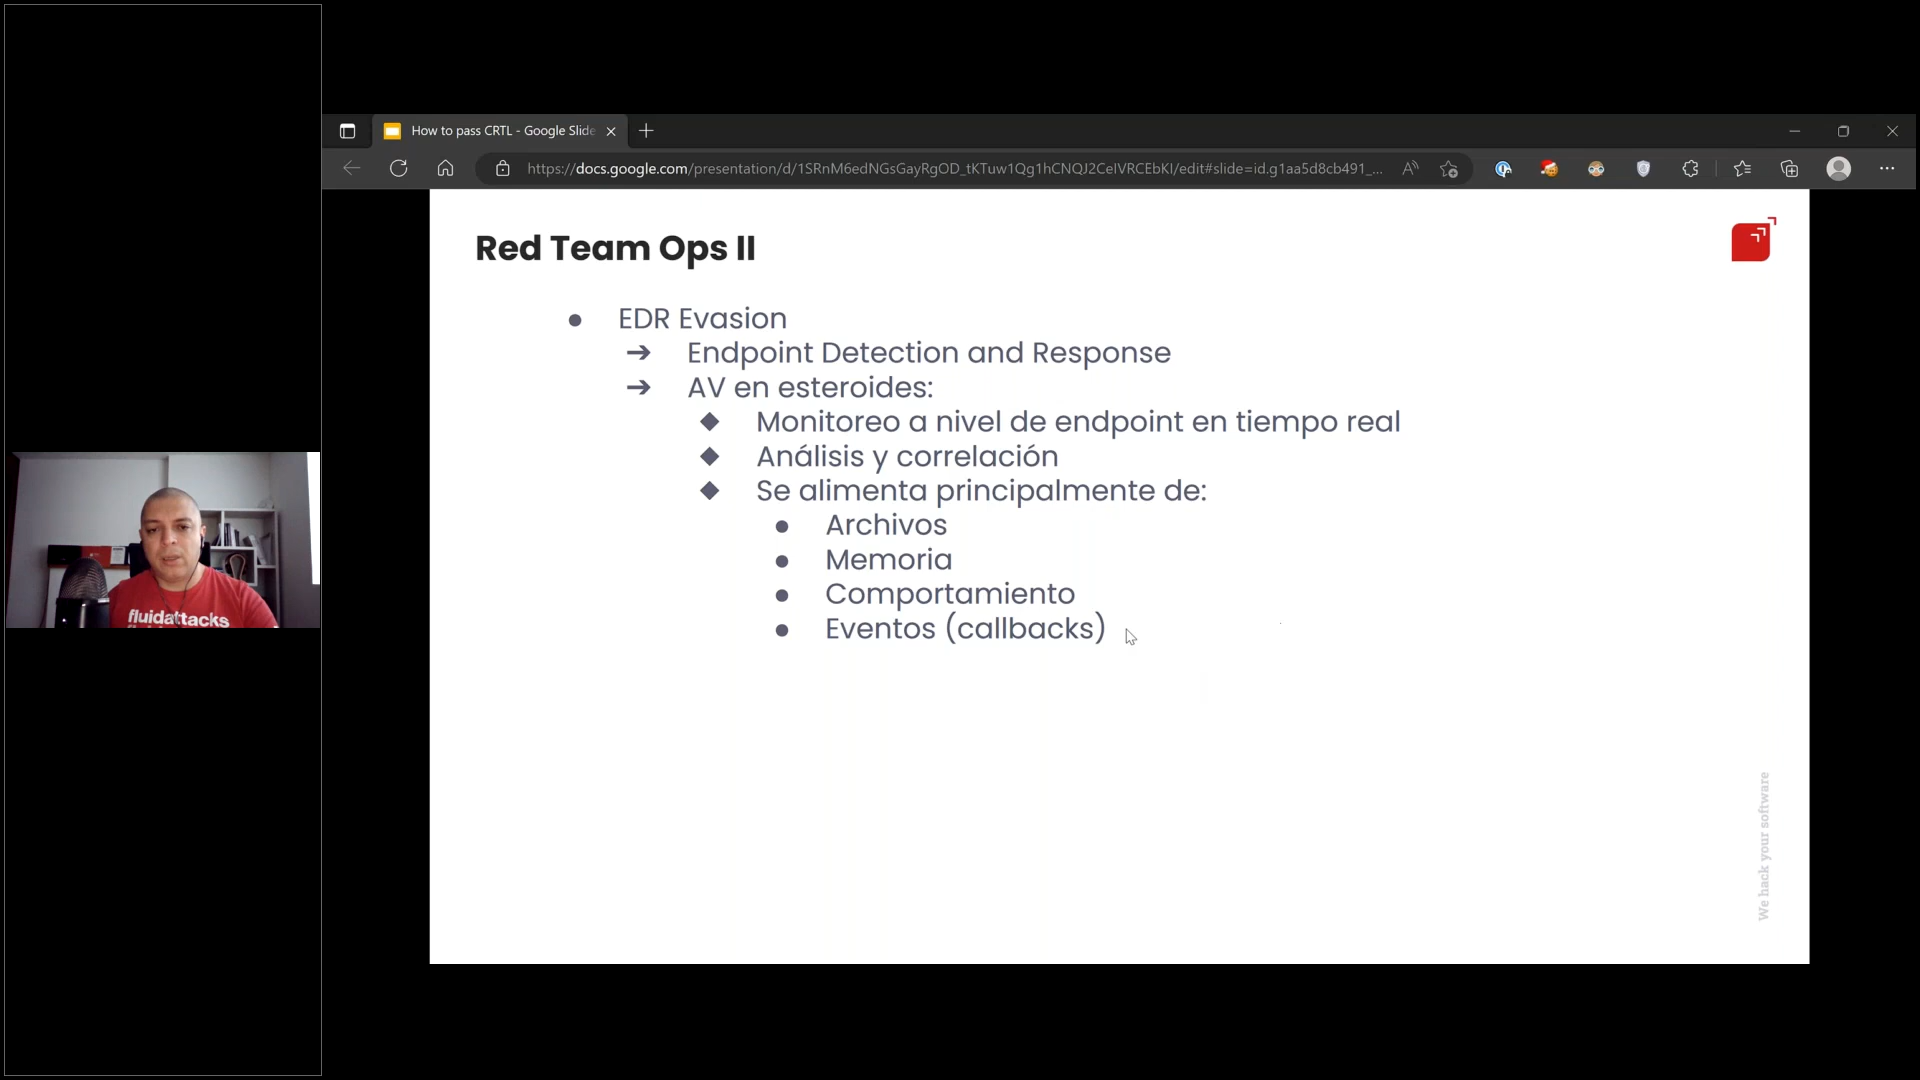 How to pass CRTL - Google Slide
https://docs.google.com/presentation/d/1SRnM6edNGsGayRgOD_tKTuw1Qg1hCNQJ2CeIVRCEbKI/edit#slide=id.g1aa5d8cb491_...
Red Team Ops II
● EDR Evasion
➔ Endpoint Detection and Response
➔ AV en esteroides:
◆ Monitoreo a nivel de endpoint en tiempo real
◆ Análisis y correlación
◆ Se alimenta principalmente de:
● Archivos
● Memoria
● Comportamiento
● Eventos (callbacks)
We hack your software
fluidattacks